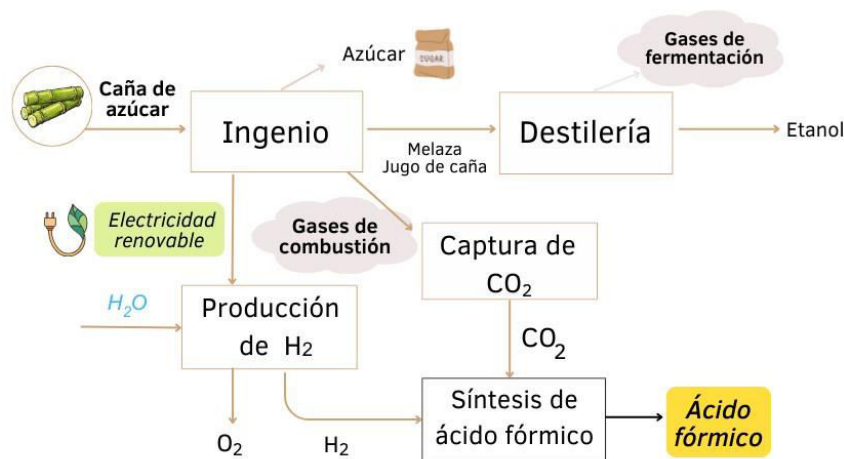 Gases de
fermentación
Azúcar
SUGAR
Caña de
azúcar
Ingenio
Destilería
Etanol
Melaza
Jugo de caña
Electricidad
renovable
Gases de
combustión
Captura de
CO2
H2O
Producción
de H2
CO2
Síntesis de
ácido fórmico
Ácido
fórmico
O2
H2